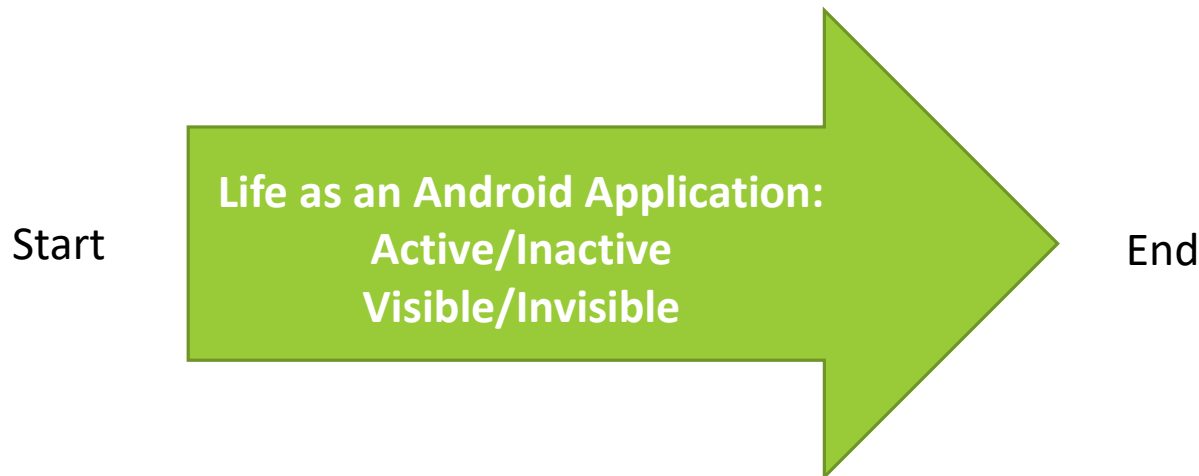 Start
Life as an Android Application:
Active/Inactive
Visible/Invisible
End